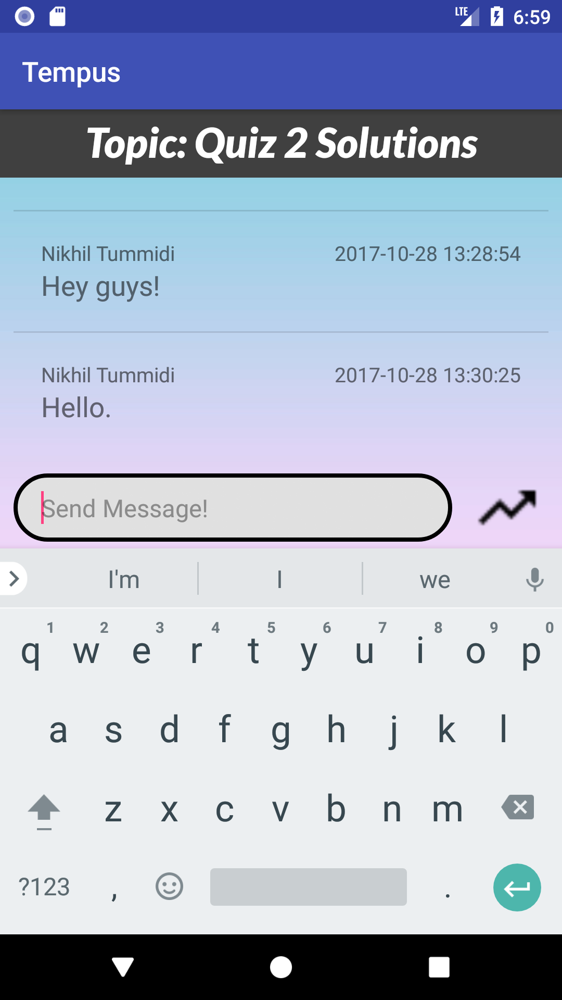 LTE 6:59
Tempus
Topic: Quiz 2 Solutions
Nikhil Tummidi 2017-10-28 13:28:54
Hey guys!
Nikhil Tummidi 2017-10-28 13:30:25
Hello.
Send Message!
I'm I we
1 2 3 4 5 6 7 8 9 0
q w e r t y u i o p
a s d f g h j k l
z x c v b n m
?123 , .